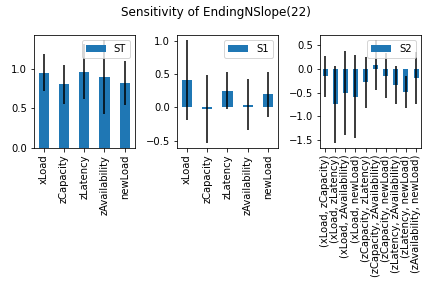 Sensitivity of EndingNSlope(22)
ST
1.0
0.5
0.0
xLoad
zCapacity
zLatency
zAvailability
newLoad
S1
1.0
0.5
0.0
−0.5
xLoad
zCapacity
zLatency
zAvailability
newLoad
S2
0.5
0.0
−0.5
−1.0
−1.5
(xLoad, zCapacity)
(xLoad, zLatency)
(xLoad, zAvailability)
(xLoad, newLoad)
(zCapacity, zLatency)
(zCapacity, zAvailability)
(zCapacity, newLoad)
(zLatency, zAvailability)
(zLatency, newLoad)
(zAvailability, newLoad)